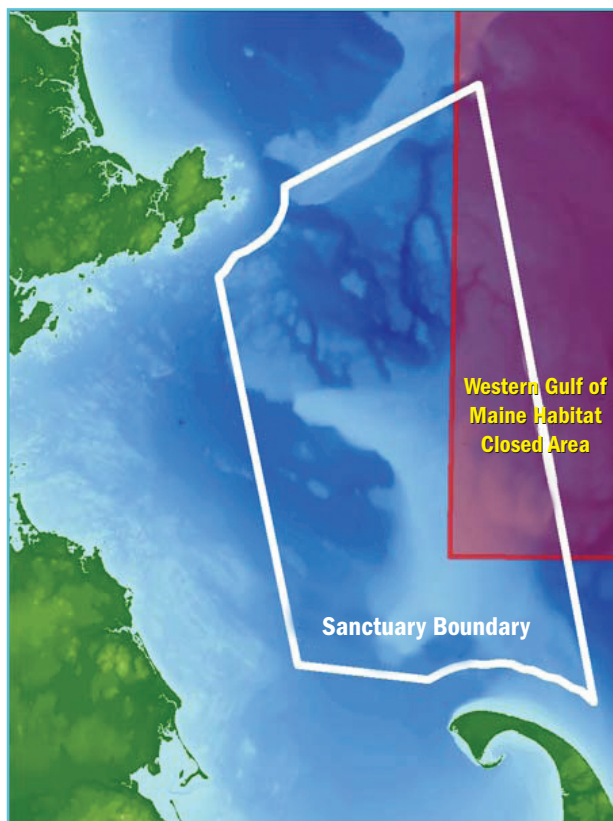 Western Gulf of
Maine Habitat
Closed Area
Sanctuary Boundary